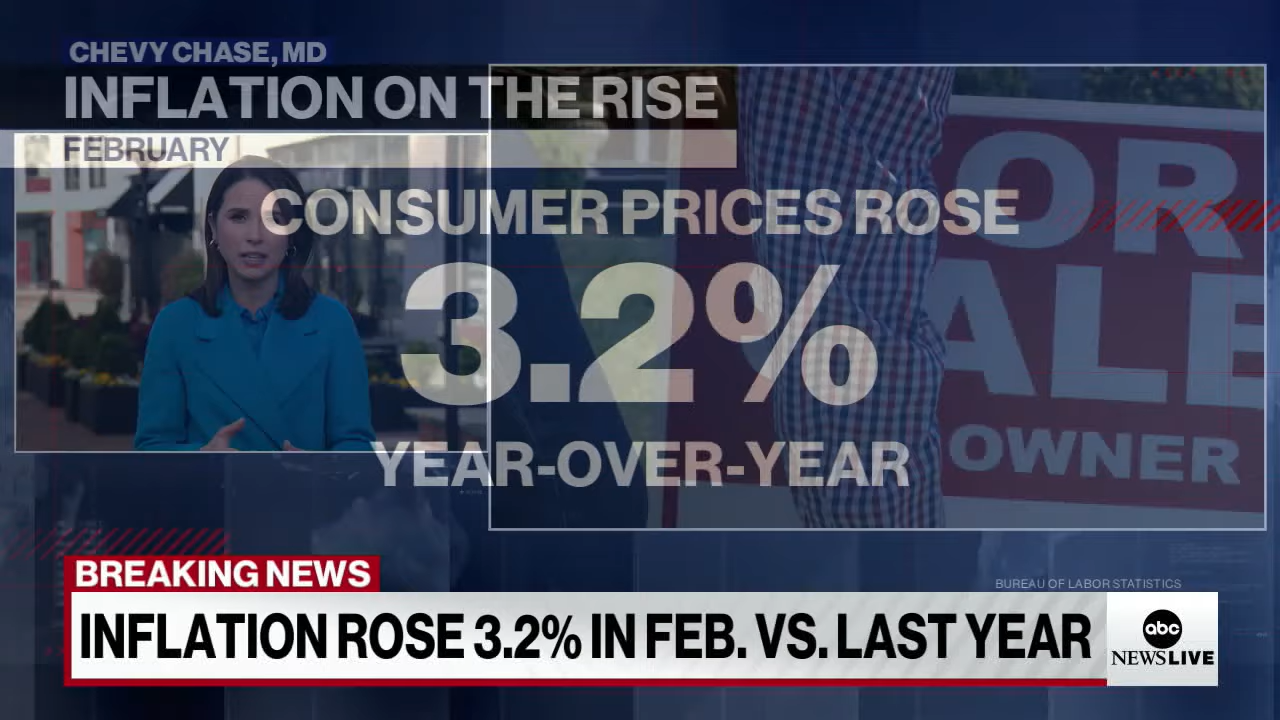 CHEVY CHASE, MD
INFLATION ON THE RISE
FEBRUARY
CONSUMER PRICES ROSE
3.2%
YEAR-OVER-YEAR
OR
ALE
OWNER
BREAKING NEWS
BUREAU OF LABOR STATISTICS
INFLATION ROSE 3.2% IN FEB. VS. LAST YEAR
abc
NEWS LIVE